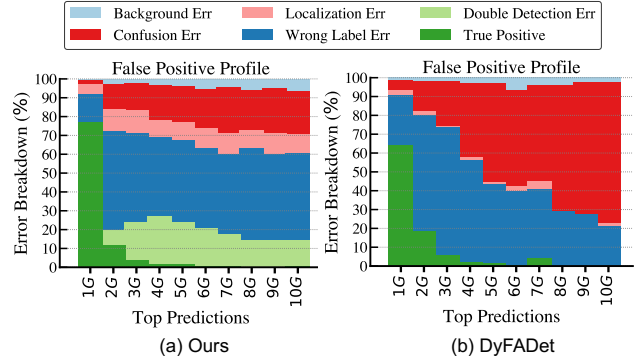 Background Err Localization Err Double Detection Err
Confusion Err Wrong Label Err True Positive
False Positive Profile
Error Breakdown (%)
100
90
80
70
60
50
40
30
20
10
0
1G 2G 3G 4G 5G 6G 7G 8G 9G 10G
Top Predictions
(a) Ours
False Positive Profile
Error Breakdown (%)
100
90
80
70
60
50
40
30
20
10
0
1G 2G 3G 4G 5G 6G 7G 8G 9G 10G
Top Predictions
(b) DyFADet